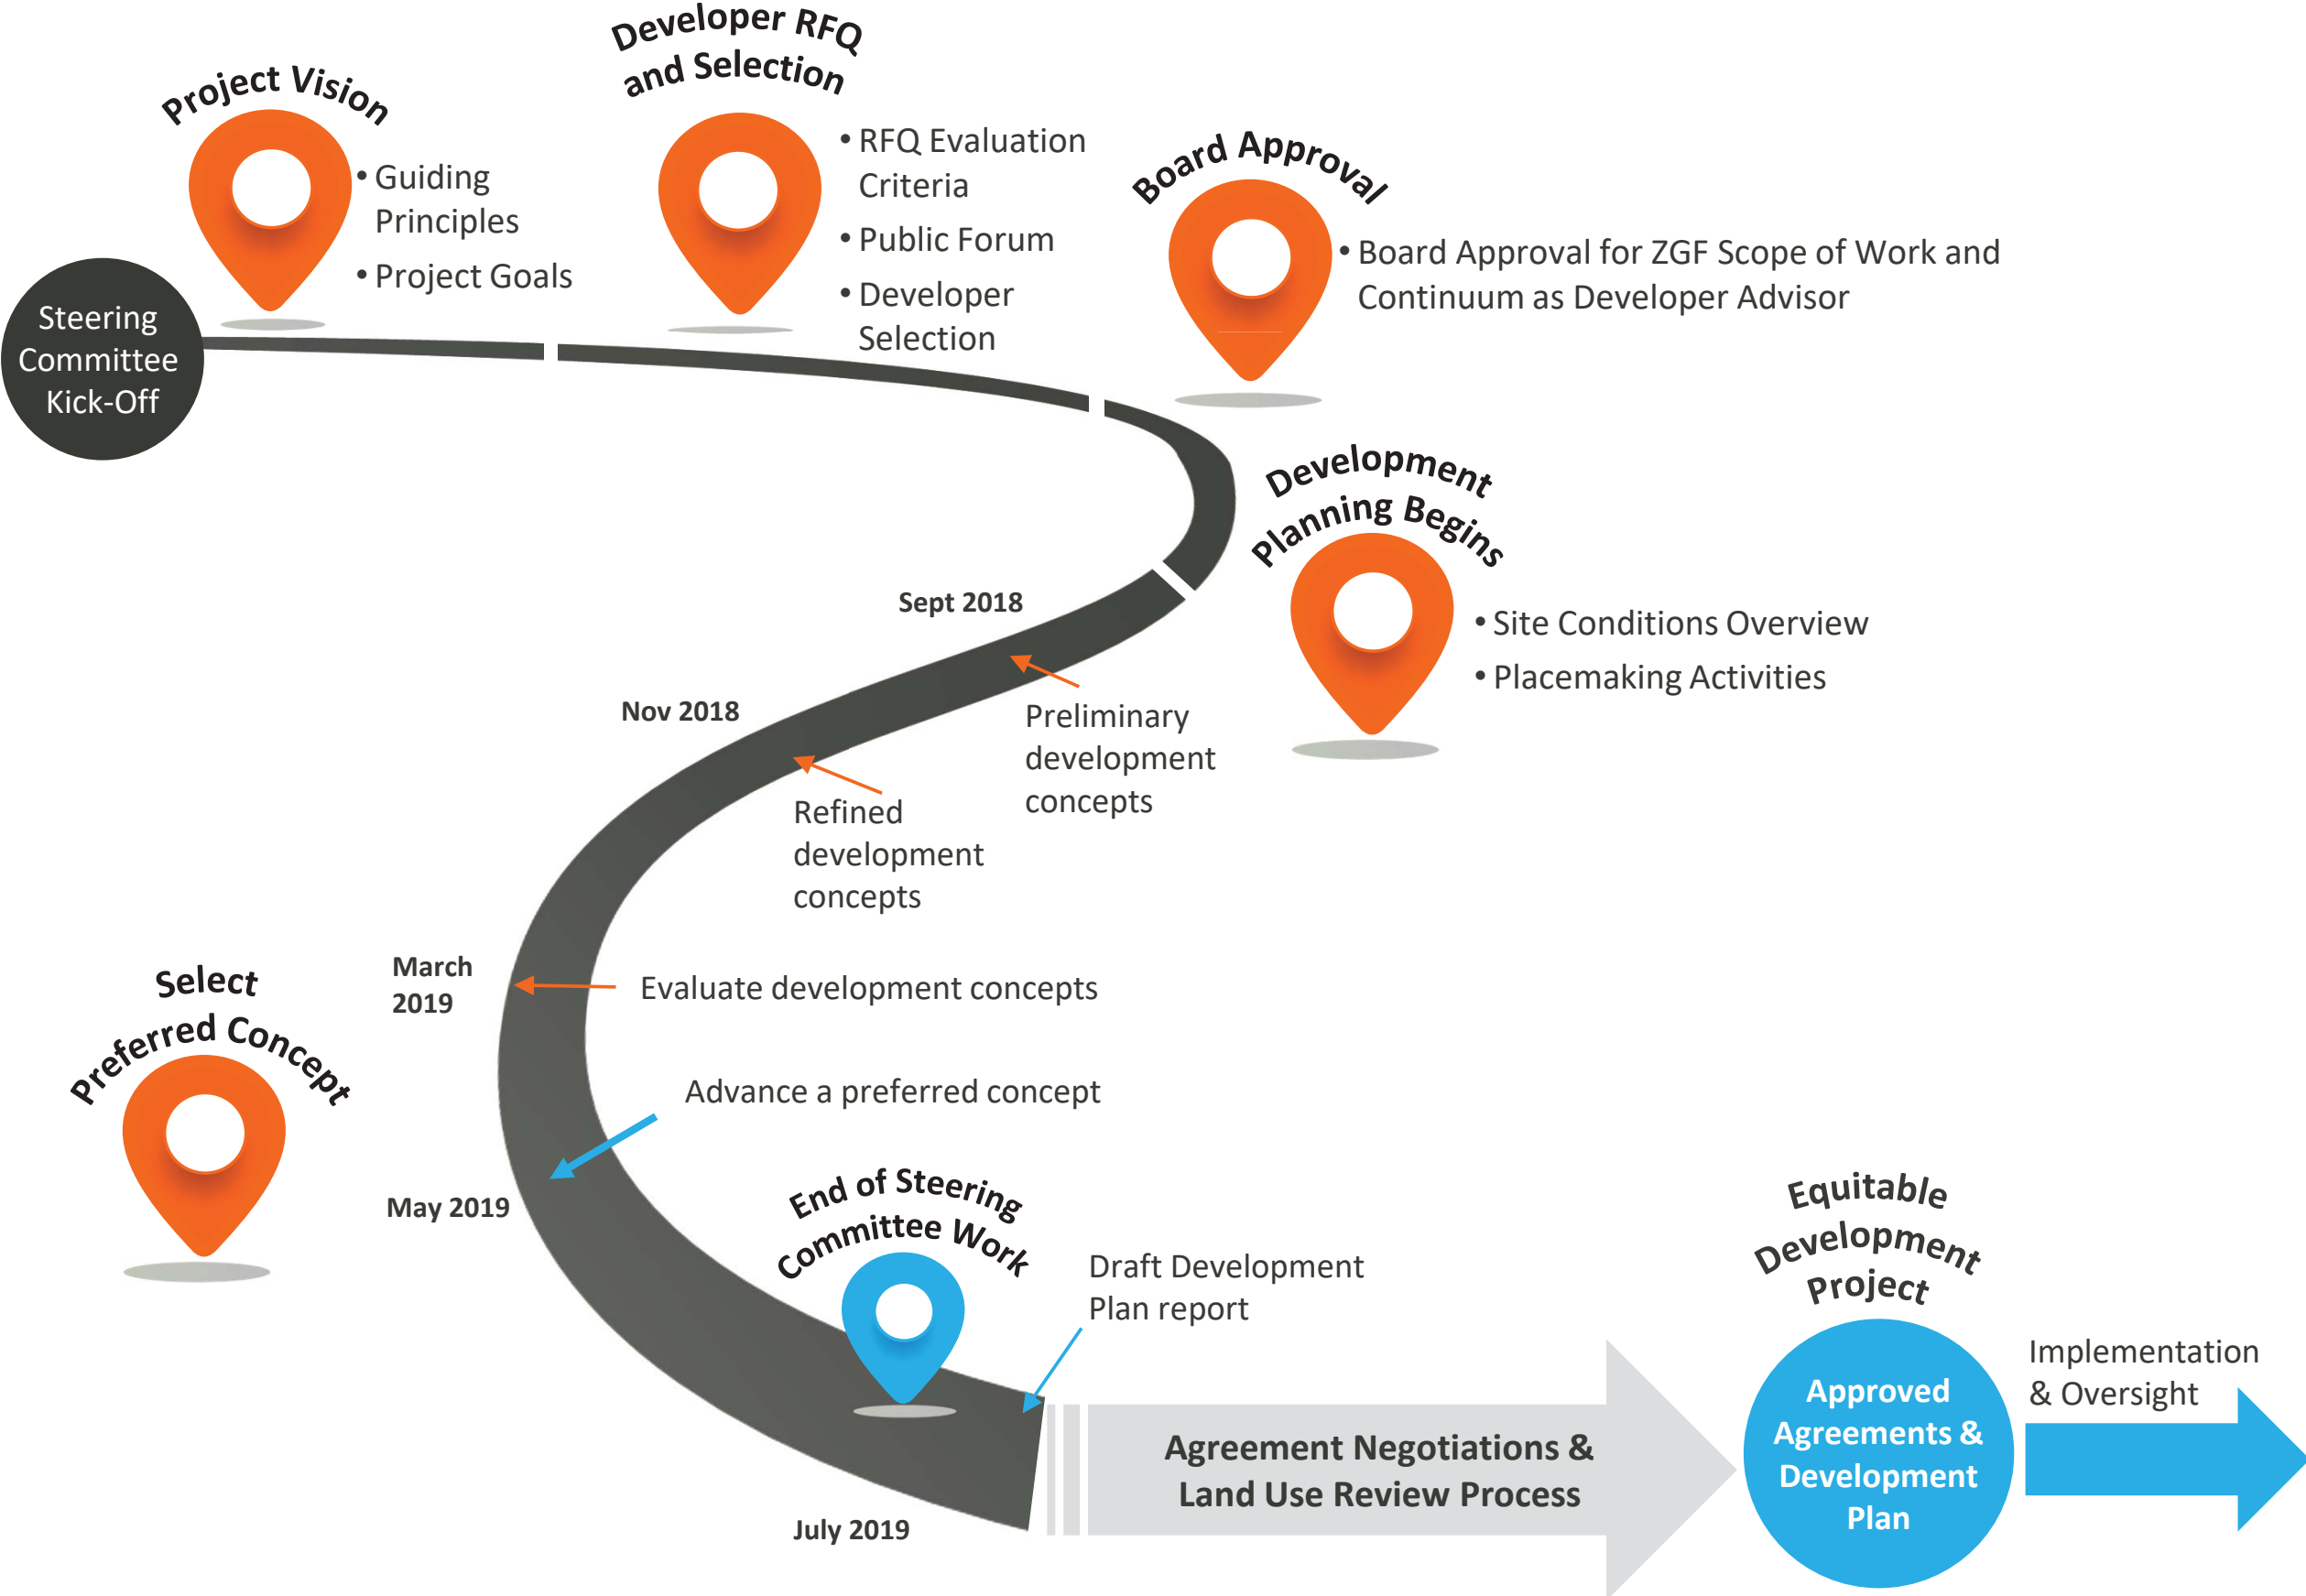 Project Vision
• Guiding
Principles
• Project Goals
Developer RFQ
and Selection
• RFQ Evaluation
Criteria
• Public Forum
• Developer
Selection
Board Approval
• Board Approval for ZGF Scope of Work and
Continuum as Developer Advisor
Steering
Committee
Kick-Off
Development
Planning Begins
• Site Conditions Overview
• Placemaking Activities
Sept 2018
Preliminary
development
concepts
Nov 2018
Refined
development
concepts
March
2019
Evaluate development concepts
Select
Preferred Concept
Advance a preferred concept
May 2019
End of Steering
Committee Work
Draft Development
Plan report
July 2019
Agreement Negotiations &
Land Use Review Process
Equitable
Development
Project
Approved
Agreements &
Development
Plan
Implementation
& Oversight